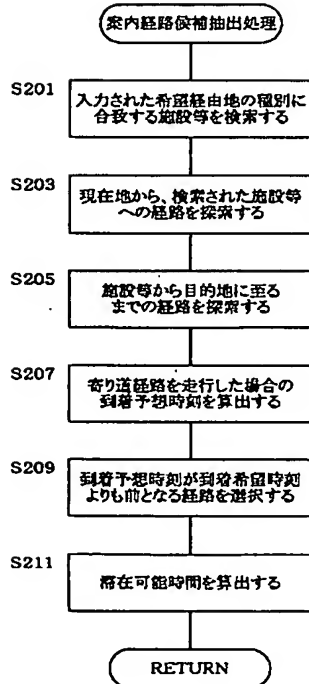 案内経路候補抽出処理
S201
入力された希望経由地の種別に
合致する施設等を検索する
S203
現在地から、検索された施設等
への経路を探索する
S205
施設等から目的地に至る
までの経路を探索する
S207
寄り道経路を走行した場合の
到着予想時刻を算出する
S209
到着予想時刻が到着希望時刻
よりも前となる経路を選択する
S211
滞在可能時間を算出する
RETURN